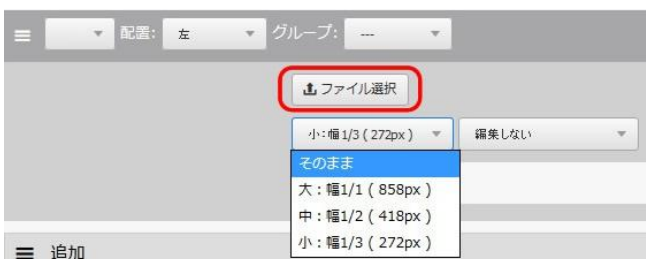 配置: 左 グループ: ---
ファイル選択
小：幅1/3 ( 272px ) 編集しない
そのまま
大：幅1/1 ( 858px )
中：幅1/2 ( 418px )
小：幅1/3 ( 272px )
追加